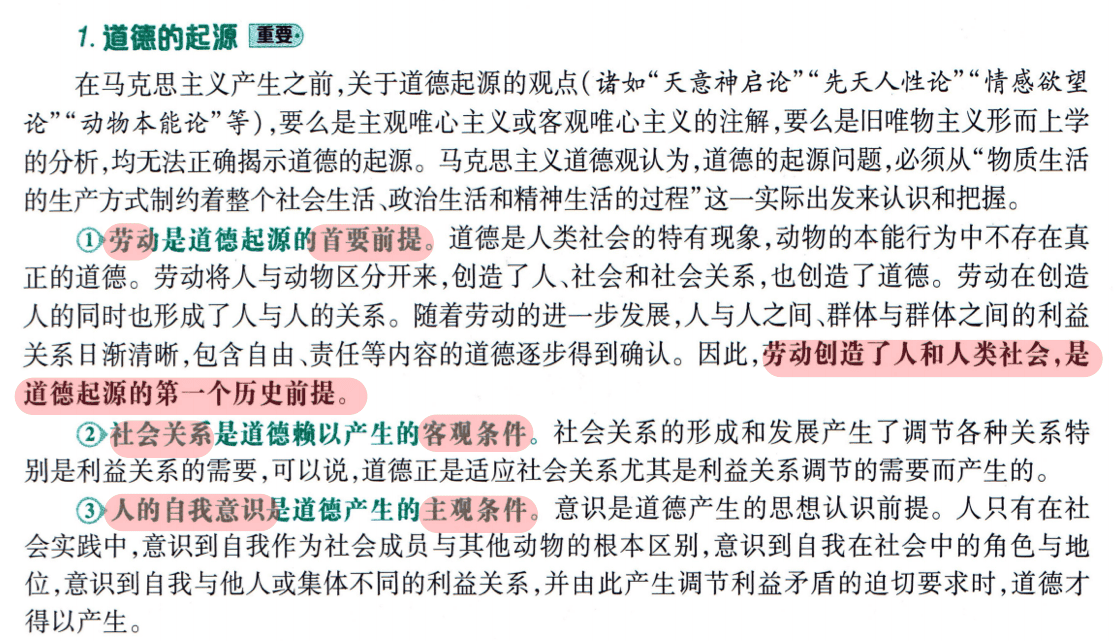 1. 道德的起源 重要
在马克思主义产生之前,关于道德起源的观点(诸如“天意神启论”“先天人性论”“情感欲望
论”“动物本能论”等),要么是主观唯心主义或客观唯心主义的注解,要么是旧唯物主义形而上学
的分析,均无法正确揭示道德的起源。马克思主义道德观认为,道德的起源问题,必须从“物质生活
的生产方式制约着整个社会生活、政治生活和精神生活的过程”这一实际出发来认识和把握。
①劳动是道德起源的首要前提。道德是人类社会的特有现象,动物的本能行为中不存在真
正的道德。劳动将人与动物区分开来,创造了人、社会和社会关系,也创造了道德。劳动在创造
人的同时也形成了人与人的关系。随着劳动的进一步发展,人与人之间、群体与群体之间的利益
关系日渐清晰,包含自由、责任等内容的道德逐步得到确认。因此,劳动创造了人和人类社会,是
道德起源的第一个历史前提。
②社会关系是道德赖以产生的客观条件。社会关系的形成和发展产生了调节各种关系特
别是利益关系的需要,可以说,道德正是适应社会关系尤其是利益关系调节的需要而产生的。
③人的自我意识是道德产生的主观条件。意识是道德产生的思想认识前提。人只有在社
会实践中,意识到自我作为社会成员与其他动物的根本区别,意识到自我在社会中的角色与地
位,意识到自我与他人或集体不同的利益关系,并由此产生调节利益矛盾的迫切要求时,道德才
得以产生。